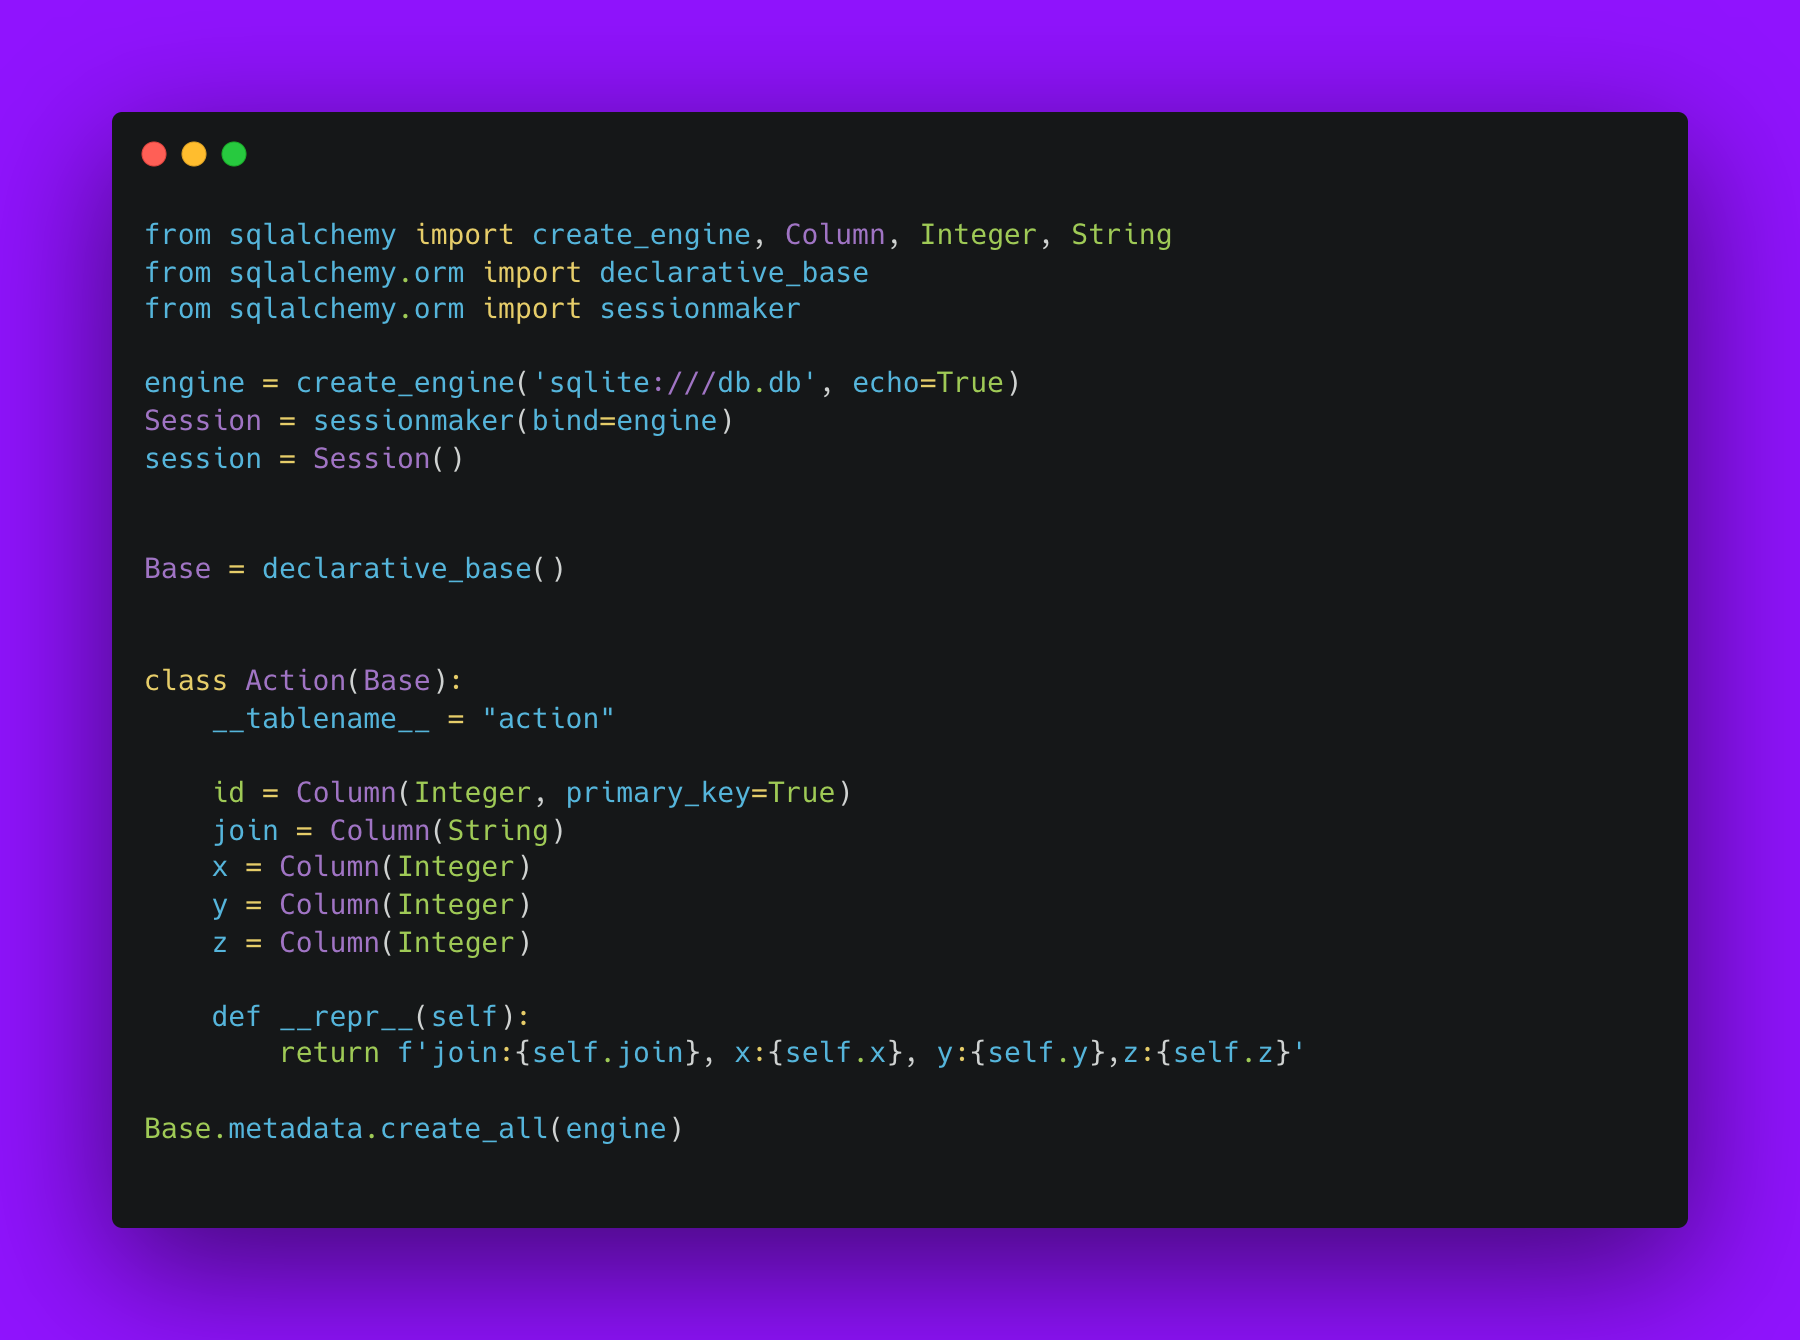 from sqlalchemy import create_engine, Column, Integer, String
from sqlalchemy.orm import declarative_base
from sqlalchemy.orm import sessionmaker
engine = create_engine('sqlite:///db.db', echo=True)
Session = sessionmaker(bind=engine)
session = Session()
Base = declarative_base()
class Action(Base):
    __tablename__ = "action"
    id = Column(Integer, primary_key=True)
    join = Column(String)
    x = Column(Integer)
    y = Column(Integer)
    z = Column(Integer)
    def __repr__(self):
        return f'join:{self.join}, x:{self.x}, y:{self.y},z:{self.z}'
Base.metadata.create_all(engine)